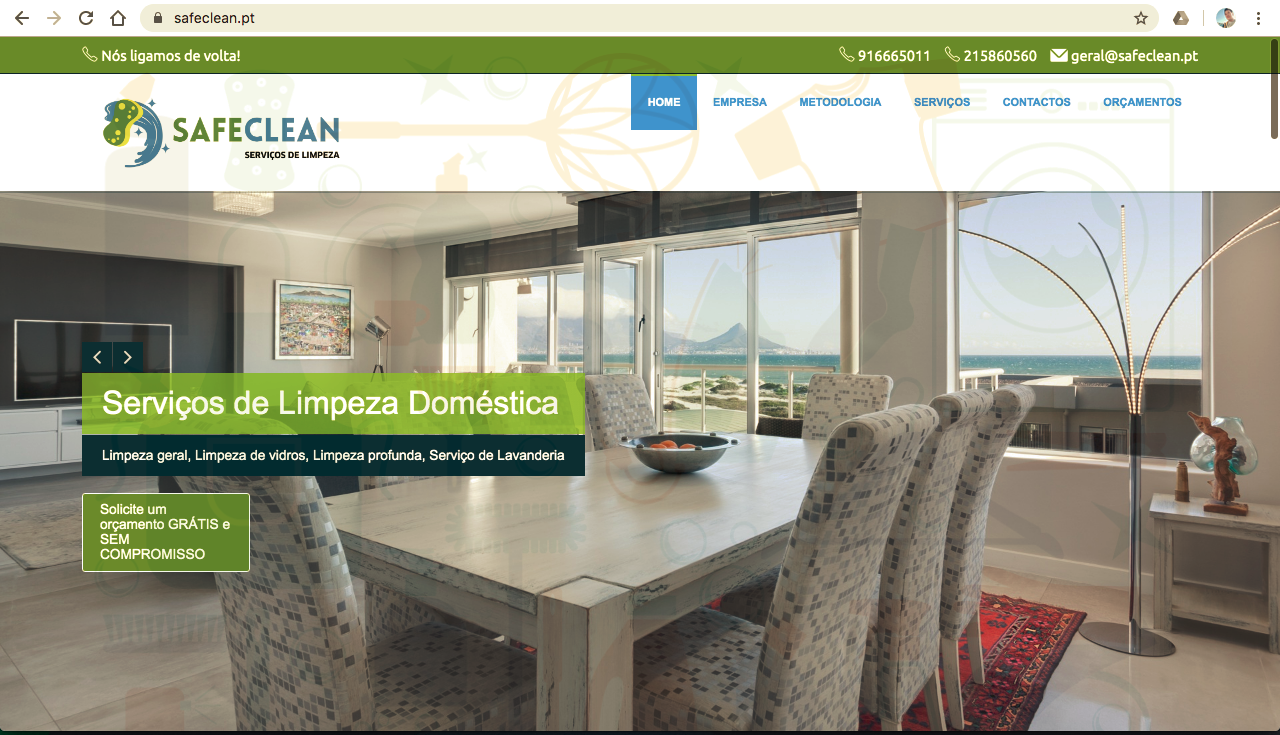 safeclean.pt
Nós ligamos de volta!
916665011
215860560
geral@safeclean.pt
SAFECLEAN
SERVIÇOS DE LIMPEZA
HOME
EMPRESA
METODOLOGIA
SERVIÇOS
CONTACTOS
ORÇAMENTOS
Serviços de Limpeza Doméstica
Limpeza geral, Limpeza de vidros, Limpeza profunda, Serviço de Lavanderia
Solicite um
orçamento GRÁTIS e
SEM
COMPROMISSO